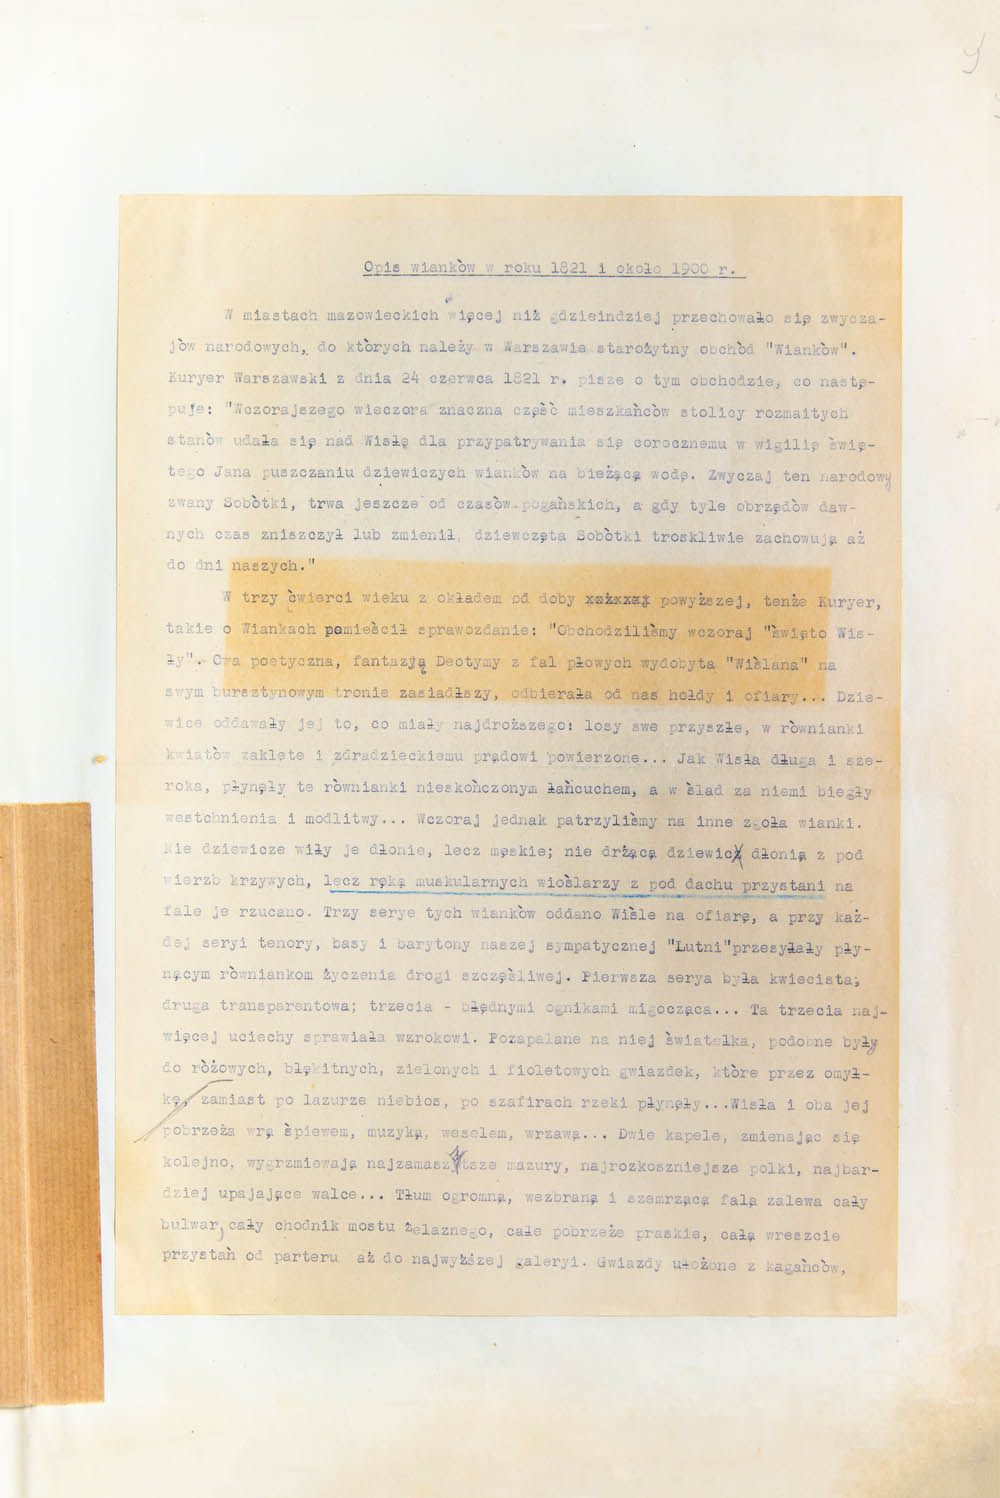 Opis wianków w roku 1821 i około 1900 r.
W miastach mazowieckich więcej niż gdzieindziej przechowało się zwycza-
jów narodowych, do których należy w Warszawie starożytny obchód "Wianków".
Kuryer Warszawski z dnia 24 czerwca 1821 r. pisze o tym obchodzie, co nastę-
puje: "Wczorajszego wieczora znaczna część mieszkańców stolicy rozmaitych
stanów udała się nad Wisłę dla przypatrywania się corocznemu w wigilię świę-
tego Jana puszczaniu dziewiczych wianków na bieżącą wodę. Zwyczaj ten narodowy
zwany Sobótki, trwa jeszcze od czasów pogańskich, a gdy tyle obrzędów daw-
nych czas zniszczył lub zmienił, dziewczęta Sobótki troskliwie zachowują aż
do dni naszych."
W trzy ćwierci wieku z okładem od doby powyższej, tenże Kuryer,
takie o Wiankach pomieścił sprawozdanie: "Obchodziliśmy wczoraj "święto Wis-
ły". Owa poetyczna, fantazją Deotymy z fal płowych wydobyta "Wiślana" na
swym bursztynowym tronie zasiadłszy, odbierała od nas hołdy i ofiary... Dzie-
wice oddawały jej to, co miały najdroższego: losy swe przyszłe, w równianki
kwiatów zaklęte i zdradzieckiemu prądowi powierzone... Jak Wisła długa i sze-
roka, płynęły te równianki nieskończonym łańcuchem, a w ślad za niemi biegły
westchnienia i modlitwy... Wczoraj jednak patrzyliśmy na inne zgoła wianki.
Nie dziewicze wiły je dłonie, lecz męskie; nie drżącą dziewicz dłonią z pod
wierzb krzywych, lecz ręką muskularnych wioślarzy z pod dachu przystani na
fale je rzucano. Trzy serye tych wianków oddano Wiśle na ofiarę, a przy każ-
dej seryi tenory, basy i barytony naszej sympatycznej "Lutni"przesyłały pły-
nącym równiankom życzenia drogi szczęśliwej. Pierwsza serya była kwiecista;
druga transparentowa; trzecia - błędnymi ognikami migocząca... Ta trzecia naj-
więcej uciechy sprawiała wzrokowi. Pozapalane na niej światełka, podobne były
do różowych, błękitnych, zielonych i fioletowych gwiazdek, które przez omył-
kę, zamiast po lazurze niebios, po szafirach rzeki płynęły...Wisła i oba jej
pobrzeża wrą śpiewem, muzyką, weselem, wrzawą... Dwie kapele, zmienając się
kolejno, wygrzmiewają najzamaszytsze mazury, najrozkoszniejsze polki, najbar-
dziej upajające walce... Tłum ogromną, wezbraną i szemrzącą falą zalewa cały
bulwar, cały chodnik mostu żelaznego, całe pobrzeże praskie, całą wreszcie
przystań od parteru aż do najwyższej galeryi. Gwiazdy ułożone z kagańców,